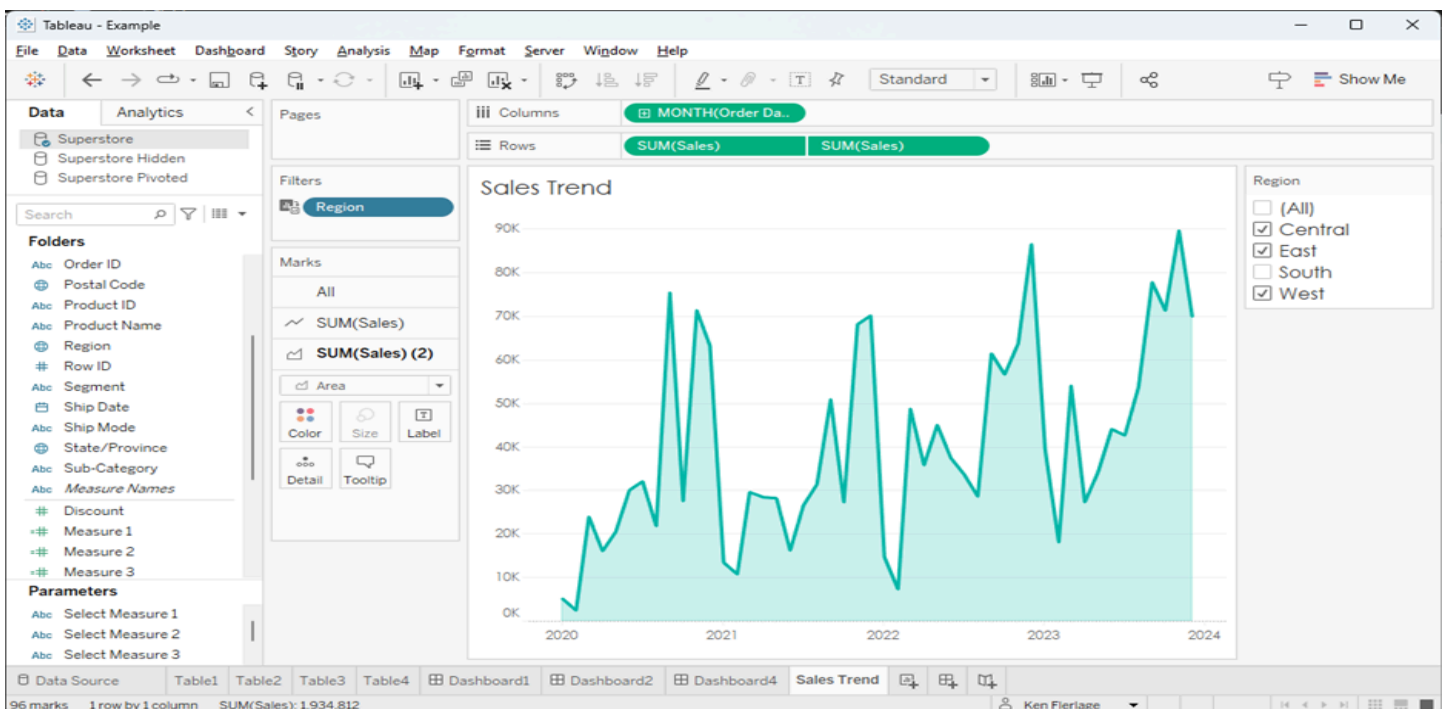 Tableau - Example
File Data Worksheet Dashboard Story Analysis Map Format Server Window Help
Standard
Show Me
Data Analytics
Superstore
Superstore Hidden
Superstore Pivoted
Search
Folders
Abc Order ID
Postal Code
Abc Product ID
Abc Product Name
Region
# Row ID
Abc Segment
Ship Date
Abc Ship Mode
State/Province
Abc Sub-Category
Abc Measure Names
# Discount
=# Measure 1
=# Measure 2
=# Measure 3
Parameters
Abc Select Measure 1
Abc Select Measure 2
Abc Select Measure 3
Pages
Filters
Region
Marks
All
SUM(Sales)
SUM(Sales) (2)
Area
Color Size Label
Detail Tooltip
Columns MONTH(Order Da..
Rows SUM(Sales) SUM(Sales)
Sales Trend
90K
80K
70K
60K
50K
40K
30K
20K
10K
0K
2020 2021 2022 2023 2024
Region
(All)
Central
East
South
West
Data Source Table1 Table2 Table3 Table4 Dashboard1 Dashboard2 Dashboard4 Sales Trend
96 marks 1 row by 1 column SUM(Sales): 1,934,812 Ken Flerlage